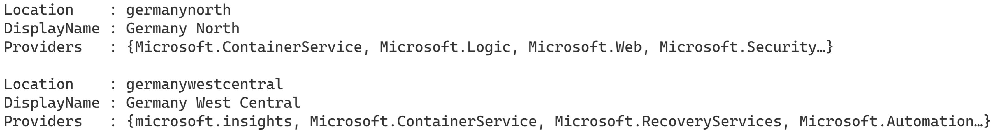 Location    : germanynorth
DisplayName : Germany North
Providers   : {Microsoft.ContainerService, Microsoft.Logic, Microsoft.Web, Microsoft.Security…}

Location    : germanywestcentral
DisplayName : Germany West Central
Providers   : {microsoft.insights, Microsoft.ContainerService, Microsoft.RecoveryServices, Microsoft.Automation…}